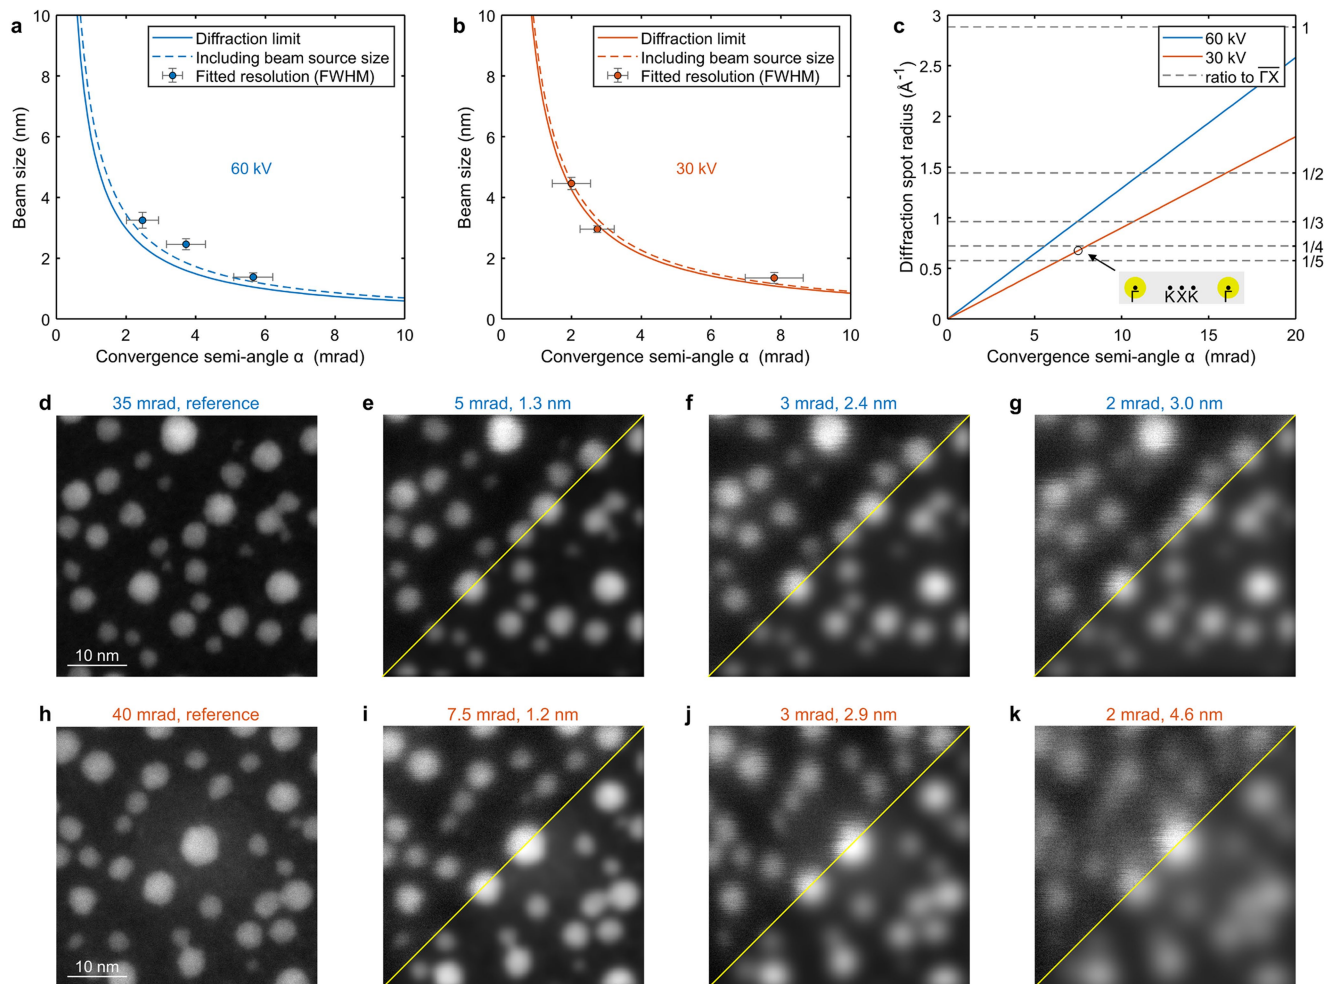 a
10
8
6
4
2
0
0
2
4
6
8
10
Beam size (nm)
Convergence semi-angle α (mrad)
Diffraction limit
Including beam source size
Fitted resolution (FWHM)
60 kV
b
10
8
6
4
2
0
0
2
4
6
8
10
Beam size (nm)
Convergence semi-angle α (mrad)
Diffraction limit
Including beam source size
Fitted resolution (FWHM)
30 kV
c
3
2.5
2
1.5
1
0.5
0
0
5
10
15
20
1
1/2
1/3
1/4
1/5
Diffraction spot radius (Å⁻¹)
Convergence semi-angle α (mrad)
60 kV
30 kV
ratio to Γ̅X̅
Γ̅ K̅X̅K̅ Γ̅
d
35 mrad, reference
10 nm
e
5 mrad, 1.3 nm
f
3 mrad, 2.4 nm
g
2 mrad, 3.0 nm
h
40 mrad, reference
10 nm
i
7.5 mrad, 1.2 nm
j
3 mrad, 2.9 nm
k
2 mrad, 4.6 nm